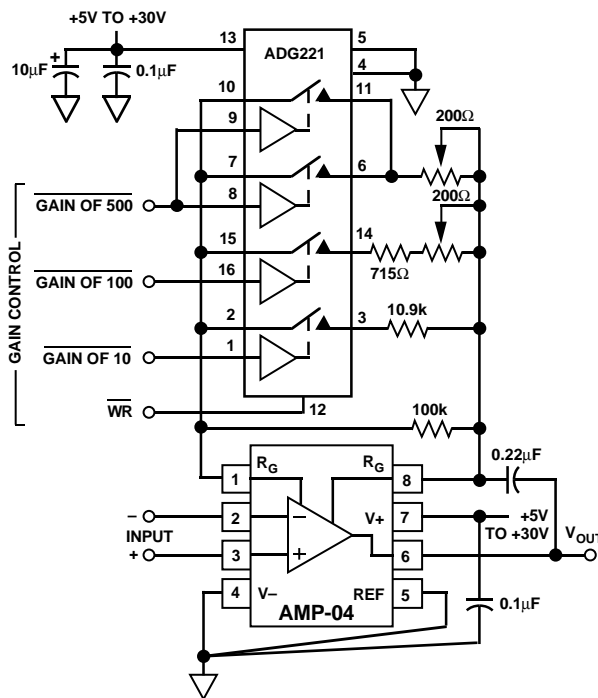 +5V TO +30V
13
ADG221
5
4
10µF
+
0.1µF
10
11
200Ω
9
7
6
200Ω
GAIN OF 500
8
15
14
715Ω
GAIN CONTROL
GAIN OF 100
16
2
3
10.9k
GAIN OF 10
1
WR
12
100k
0.22µF
1
RG
RG
8
–
2
–
V+
7
+5V
TO +30V
INPUT
VOUT
+
3
+
6
4
V–
REF
5
AMP-04
0.1µF